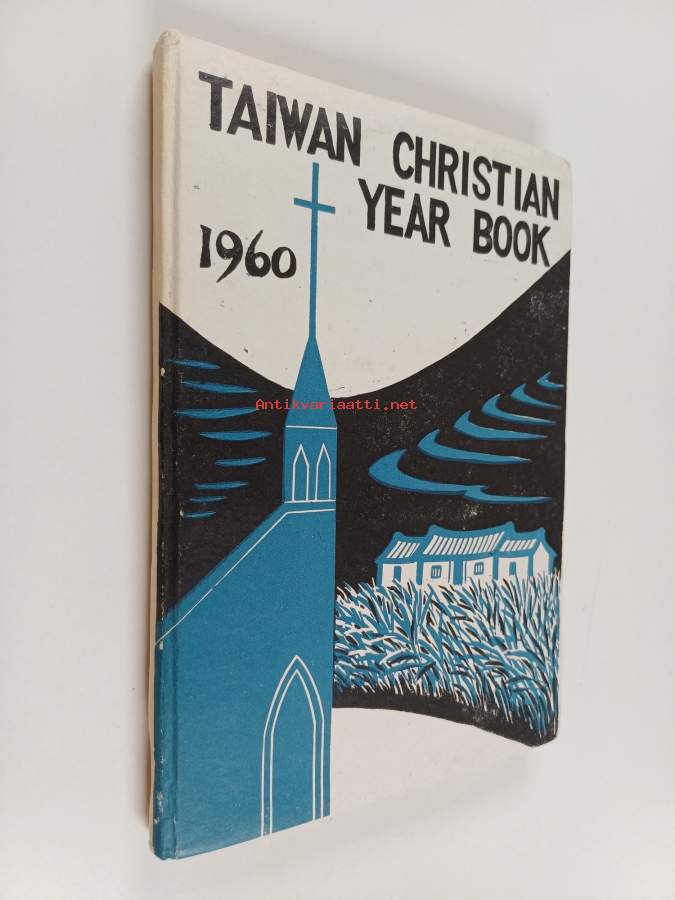 TAIWAN CHRISTIAN
YEAR BOOK
1960
Antikvariaatti.net